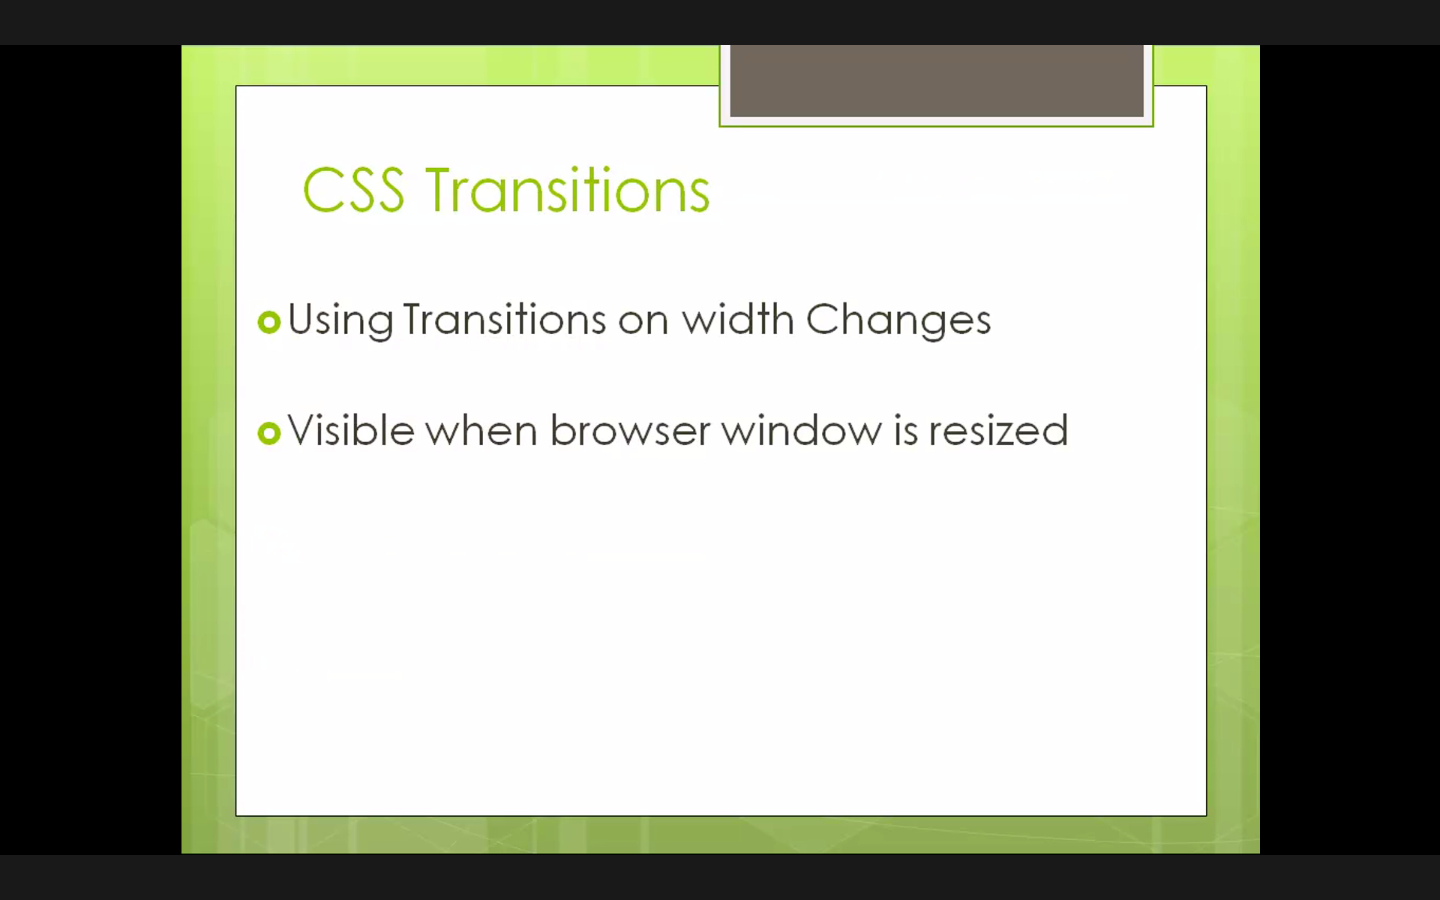 CSS Transitions
Using Transitions on width Changes
Visible when browser window is resized